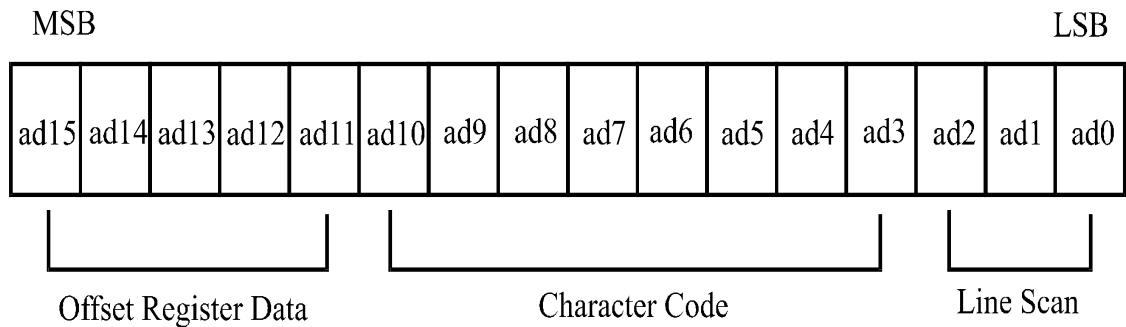 MSB LSB
ad15 ad14 ad13 ad12 ad11 ad10 ad9 ad8 ad7 ad6 ad5 ad4 ad3 ad2 ad1 ad0
Offset Register Data Character Code Line Scan